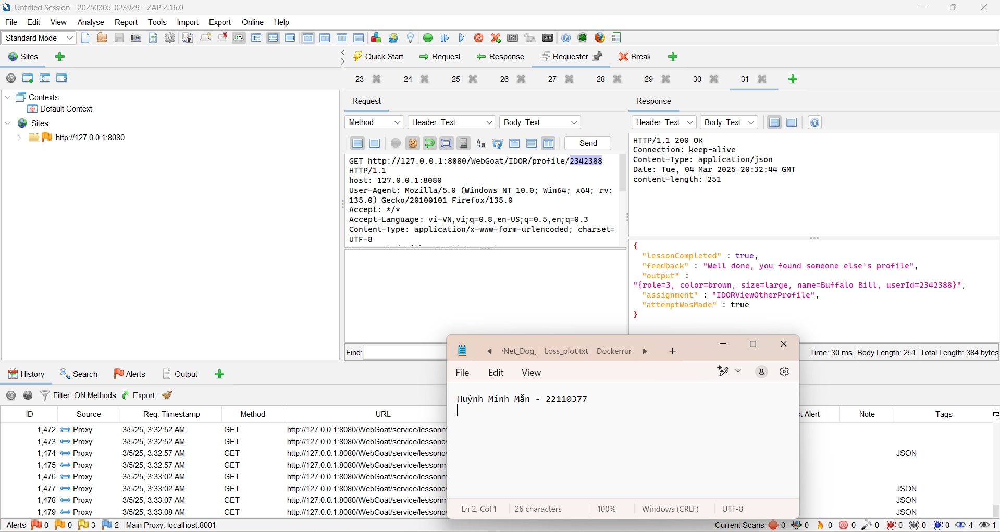 Untitled Session - 20250305-023929 - ZAP 2.16.0
File Edit View Analyse Report Tools Import Export Online Help
Standard Mode
Sites
Quick Start Request Response Requester Break
23 24 25 26 27 28 29 30 31
Contexts
Default Context
Sites
http://127.0.0.1:8080
Request
Response
Method Header: Text Body: Text
Header: Text Body: Text
Send
GET http://127.0.0.1:8080/WebGoat/IDOR/profile/2342388
HTTP/1.1
host: 127.0.0.1:8080
User-Agent: Mozilla/5.0 (Windows NT 10.0; Win64; x64; rv:
135.0) Gecko/20100101 Firefox/135.0
Accept: */*
Accept-Language: vi-VN,vi;q=0.8,en-US;q=0.5,en;q=0.3
Content-Type: application/x-www-form-urlencoded; charset=
UTF-8
HTTP/1.1 200 OK
Connection: keep-alive
Content-Type: application/json
Date: Tue, 04 Mar 2025 20:32:44 GMT
content-length: 251
{
"lessonCompleted" : true,
"feedback" : "Well done, you found someone else's profile",
"output" :
"{role=3, color=brown, size=large, name=Buffalo Bill, userId=2342388}",
"assignment" : "IDORViewOtherProfile",
"attemptWasMade" : true
}
Find:
Time: 30 ms Body Length: 251 Total Length: 384 bytes
Net_Dog_ Loss_plot.txt Dockerrur
File Edit View
Huỳnh Minh Mẫn - 22110377
Ln 2, Col 1 26 characters 100% Windows (CRLF) UTF-8
History Search Alerts Output
Filter: ON Methods Export
ID Source Req. Timestamp Method URL t Alert Note Tags
1,472 Proxy 3/5/25, 3:32:52 AM GET http://127.0.0.1:8080/WebGoat/service/lessonm
1,473 Proxy 3/5/25, 3:32:52 AM GET http://127.0.0.1:8080/WebGoat/service/lessonov
1,474 Proxy 3/5/25, 3:32:57 AM GET http://127.0.0.1:8080/WebGoat/service/lessonov JSON
1,475 Proxy 3/5/25, 3:32:57 AM GET http://127.0.0.1:8080/WebGoat/service/lessonm
1,476 Proxy 3/5/25, 3:33:02 AM GET http://127.0.0.1:8080/WebGoat/service/lessonm
1,477 Proxy 3/5/25, 3:33:02 AM GET http://127.0.0.1:8080/WebGoat/service/lessonov JSON
1,478 Proxy 3/5/25, 3:33:07 AM GET http://127.0.0.1:8080/WebGoat/service/lessonm JSON
1,479 Proxy 3/5/25, 3:33:08 AM GET http://127.0.0.1:8080/WebGoat/service/lessonov JSON
Alerts 0 0 3 2 Main Proxy: localhost:8081
Current Scans 0 0 0 0 0 0 0 0 4 1